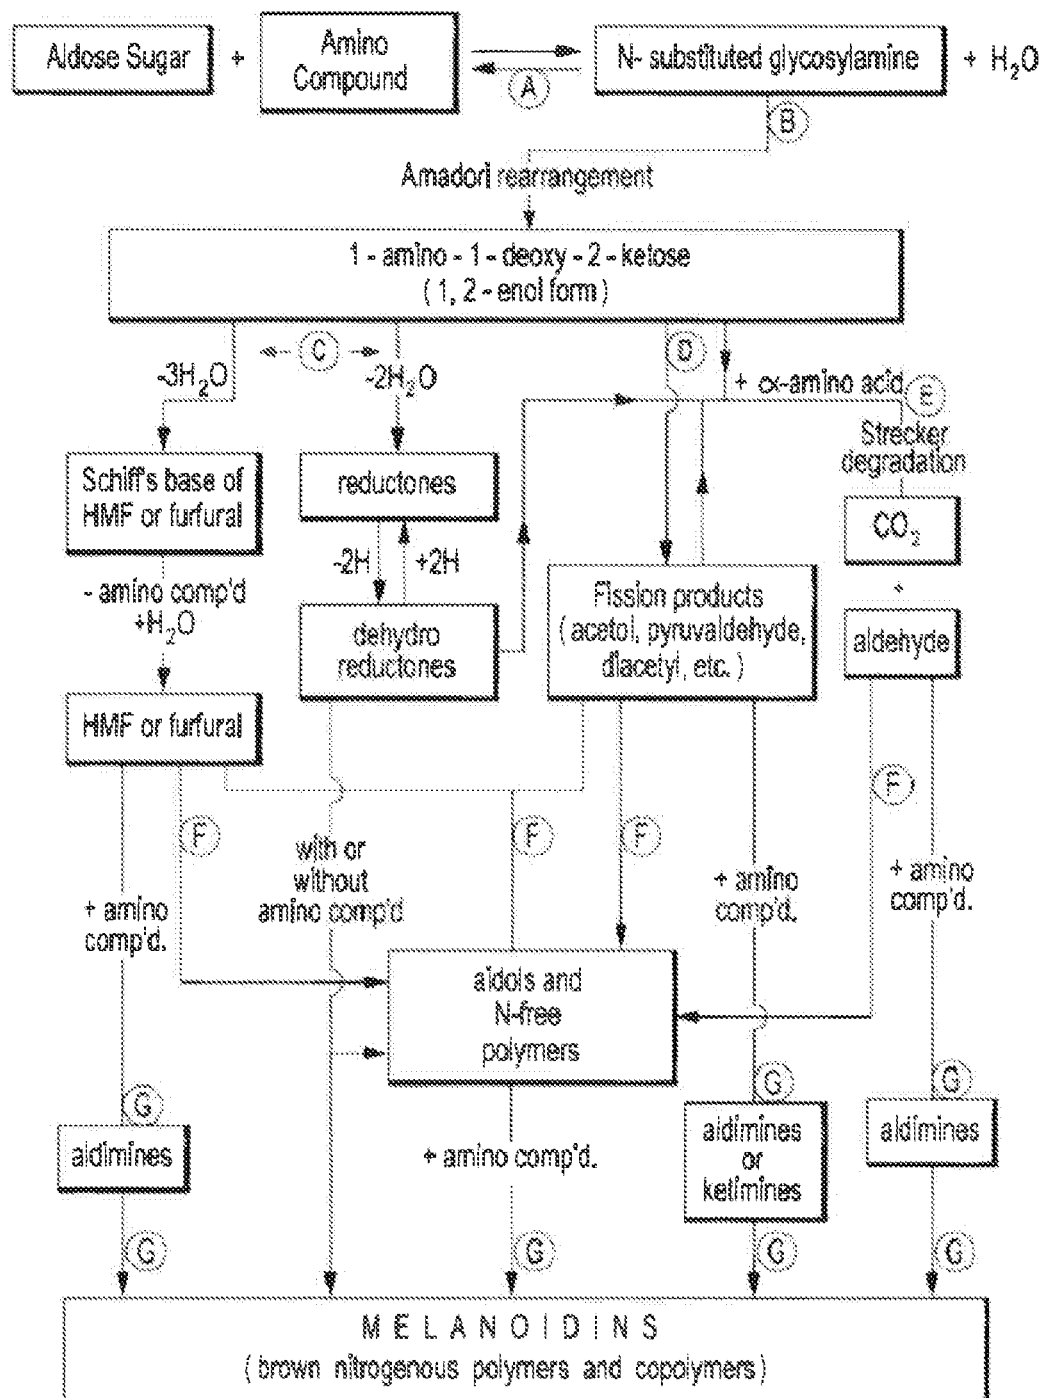 Aldose Sugar + Amino Compound A N- substituted glycosylamine + H₂O
B
Amadori rearrangement
1 - amino - 1 - deoxy - 2 - ketose
( 1, 2 - enol form )
-3H₂O C -2H₂O D + α-amino acid E
Strecker
degradation
Schiff's base of
HMF or furfural
reductones
CO₂
- amino comp'd
+H₂O
-2H +2H
Fission products
( acetol, pyruvaldehyde,
diacetyl, etc. )
+
dehydro
reductones
aldehyde
HMF or furfural
F
F
F
F
with or
without
amino comp'd
+ amino
comp'd.
+ amino
comp'd.
+ amino
comp'd.
aldols and
N-free
polymers
G
G
G
aldimines
+ amino comp'd.
aldimines
or
ketimines
aldimines
G
G
G
G
MELANOIDINS
( brown nitrogenous polymers and copolymers )